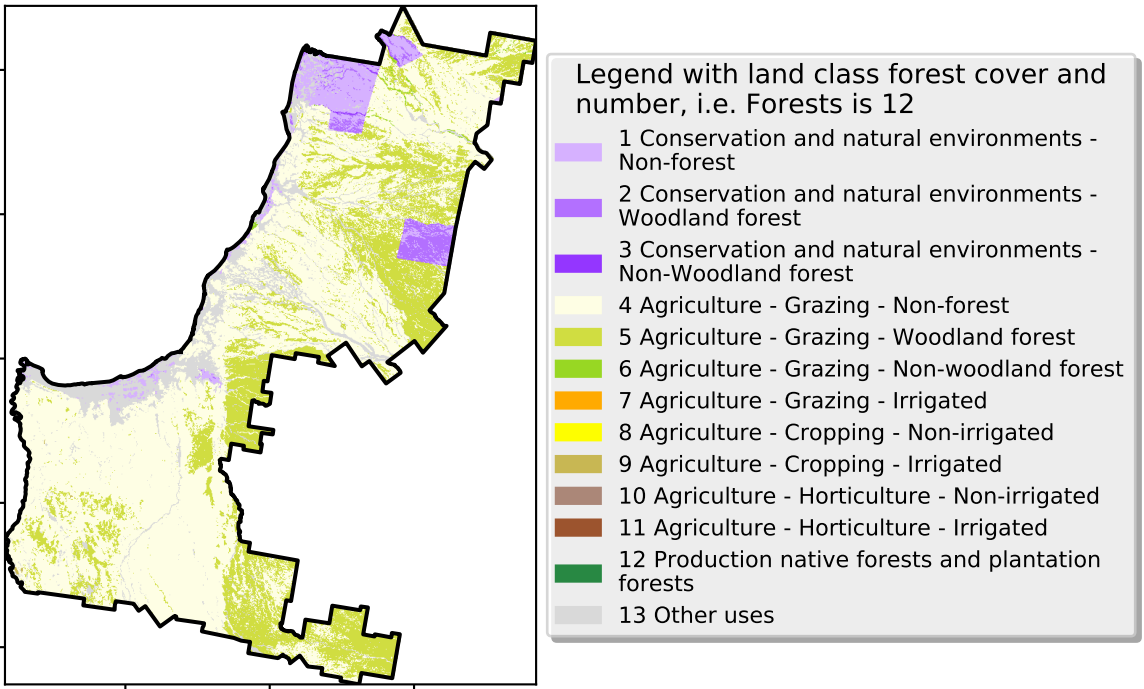 Legend with land class forest cover and
number, i.e. Forests is 12
1 Conservation and natural environments -
Non-forest
2 Conservation and natural environments -
Woodland forest
3 Conservation and natural environments -
Non-Woodland forest
4 Agriculture - Grazing - Non-forest
5 Agriculture - Grazing - Woodland forest
6 Agriculture - Grazing - Non-woodland forest
7 Agriculture - Grazing - Irrigated
8 Agriculture - Cropping - Non-irrigated
9 Agriculture - Cropping - Irrigated
10 Agriculture - Horticulture - Non-irrigated
11 Agriculture - Horticulture - Irrigated
12 Production native forests and plantation
forests
13 Other uses